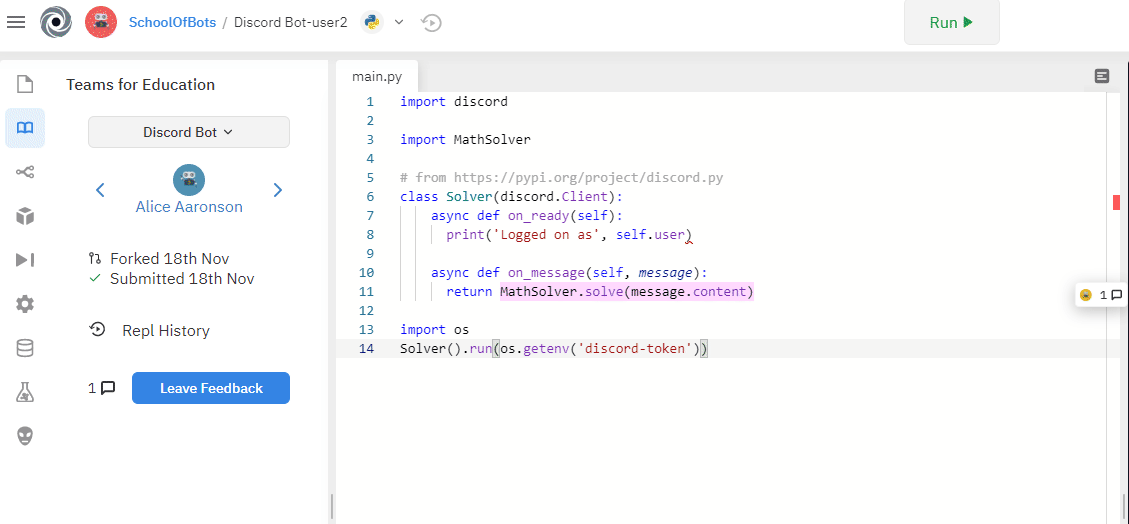 SchoolOfBots / Discord Bot-user2
Run
Teams for Education
main.py
Discord Bot
Alice Aaronson
Forked 18th Nov
Submitted 18th Nov
Repl History
1
Leave Feedback
1 import discord
2
3 import MathSolver
4
5 # from https://pypi.org/project/discord.py
6 class Solver(discord.Client):
7 async def on_ready(self):
8 print('Logged on as', self.user)
9
10 async def on_message(self, message):
11 return MathSolver.solve(message.content)
12
13 import os
14 Solver().run(os.getenv('discord-token'))
1